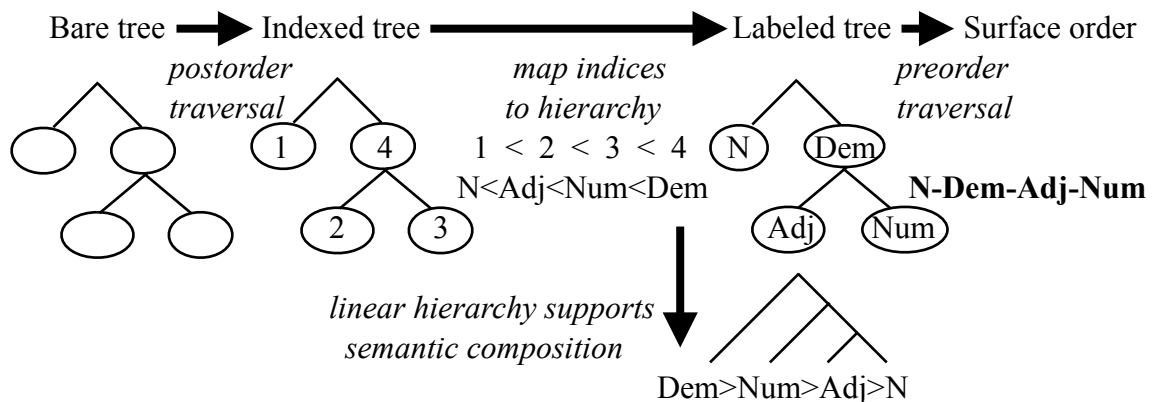 Bare tree Indexed tree Labeled tree Surface order
postorder
traversal
map indices
to hierarchy
preorder
traversal
1 4
2 3
1 < 2 < 3 < 4
N<Adj<Num<Dem
N Dem
Adj Num
N-Dem-Adj-Num
linear hierarchy supports
semantic composition
Dem>Num>Adj>N